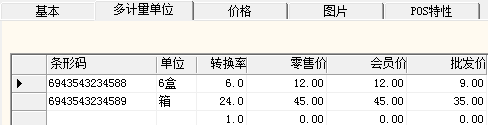 基本 多计量单位 价格 图片 POS特性
条形码 单位 转换率 零售价 会员价 批发价
6943543234588 6盒 6.0 12.00 12.00 9.00
6943543234589 箱 24.0 45.00 45.00 35.00
1.0 0.00 0.00 0.00